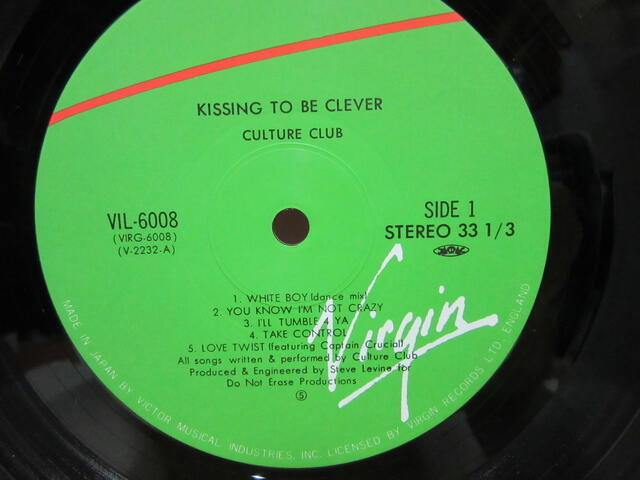 KISSING TO BE CLEVER
CULTURE CLUB
VIL-6008
(VIRG-6008)
(V-2232-A)
SIDE 1
STEREO 33 1/3
1. WHITE BOY (dance mix)
2. YOU KNOW I'M NOT CRAZY
3. I'LL TUMBLE YA
4. TAKE CONTROL
5. LOVE TWIST (featuring Captain Crucial)
All songs written & performed by Culture Club
Produced & Engineered by Steve Levine for
Do Not Erase Productions
5
Virgin
MADE IN JAPAN BY VICTOR MUSICAL INDUSTRIES, INC. LICENSED BY VIRGIN RECORDS LTD. ENGLAND